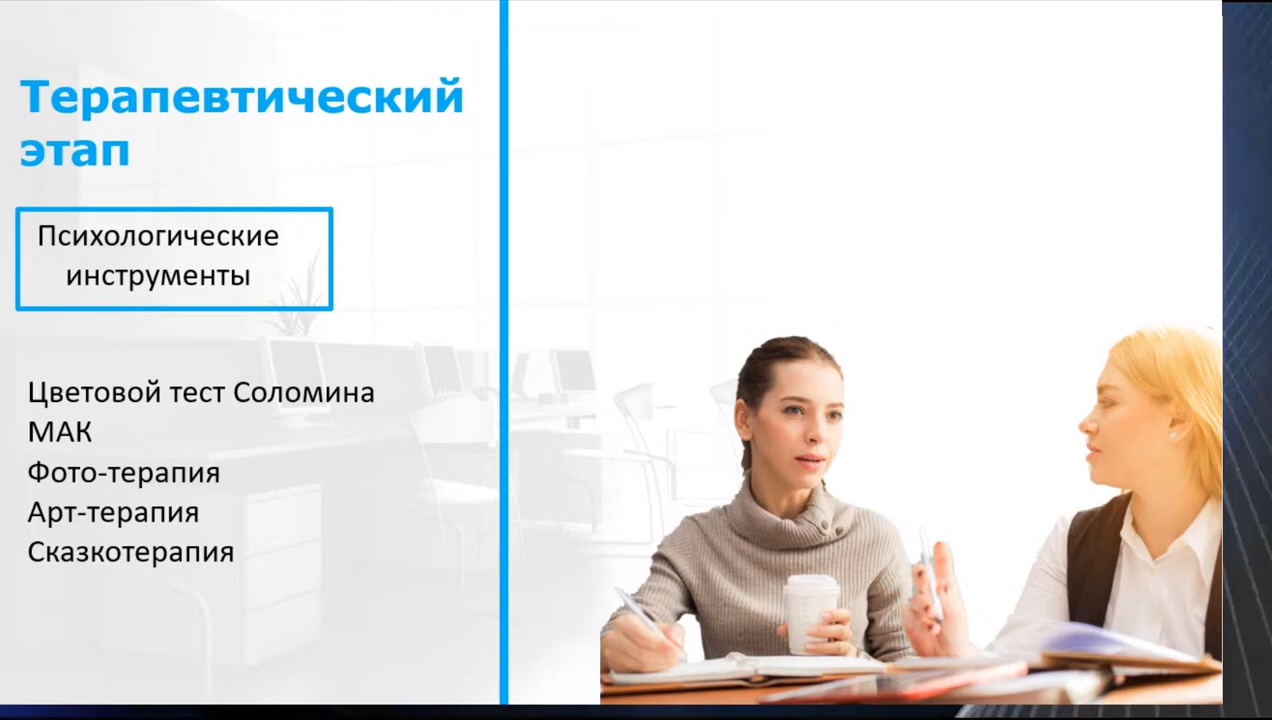 Терапевтический
этап
Психологические
инструменты
Цветовой тест Соломина
МАК
Фото-терапия
Арт-терапия
Сказкотерапия